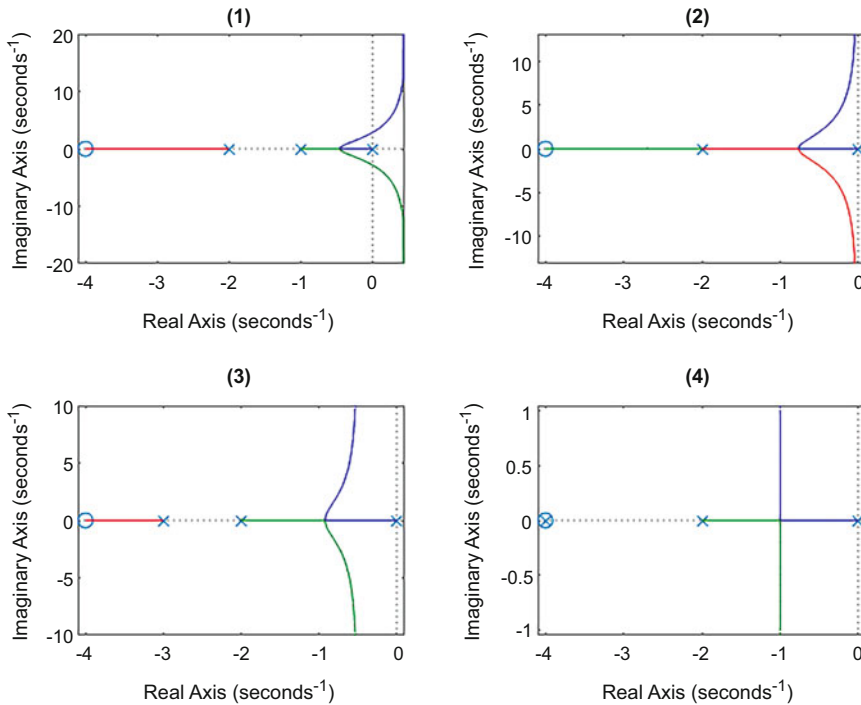 (1)
Imaginary Axis (seconds⁻¹)
20
10
0
-10
-20
-4 -3 -2 -1 0
Real Axis (seconds⁻¹)
(2)
Imaginary Axis (seconds⁻¹)
10
5
0
-5
-10
-4 -3 -2 -1 0
Real Axis (seconds⁻¹)
(3)
Imaginary Axis (seconds⁻¹)
10
5
0
-5
-10
-4 -3 -2 -1 0
Real Axis (seconds⁻¹)
(4)
Imaginary Axis (seconds⁻¹)
1
0.5
0
-0.5
-1
-4 -3 -2 -1 0
Real Axis (seconds⁻¹)